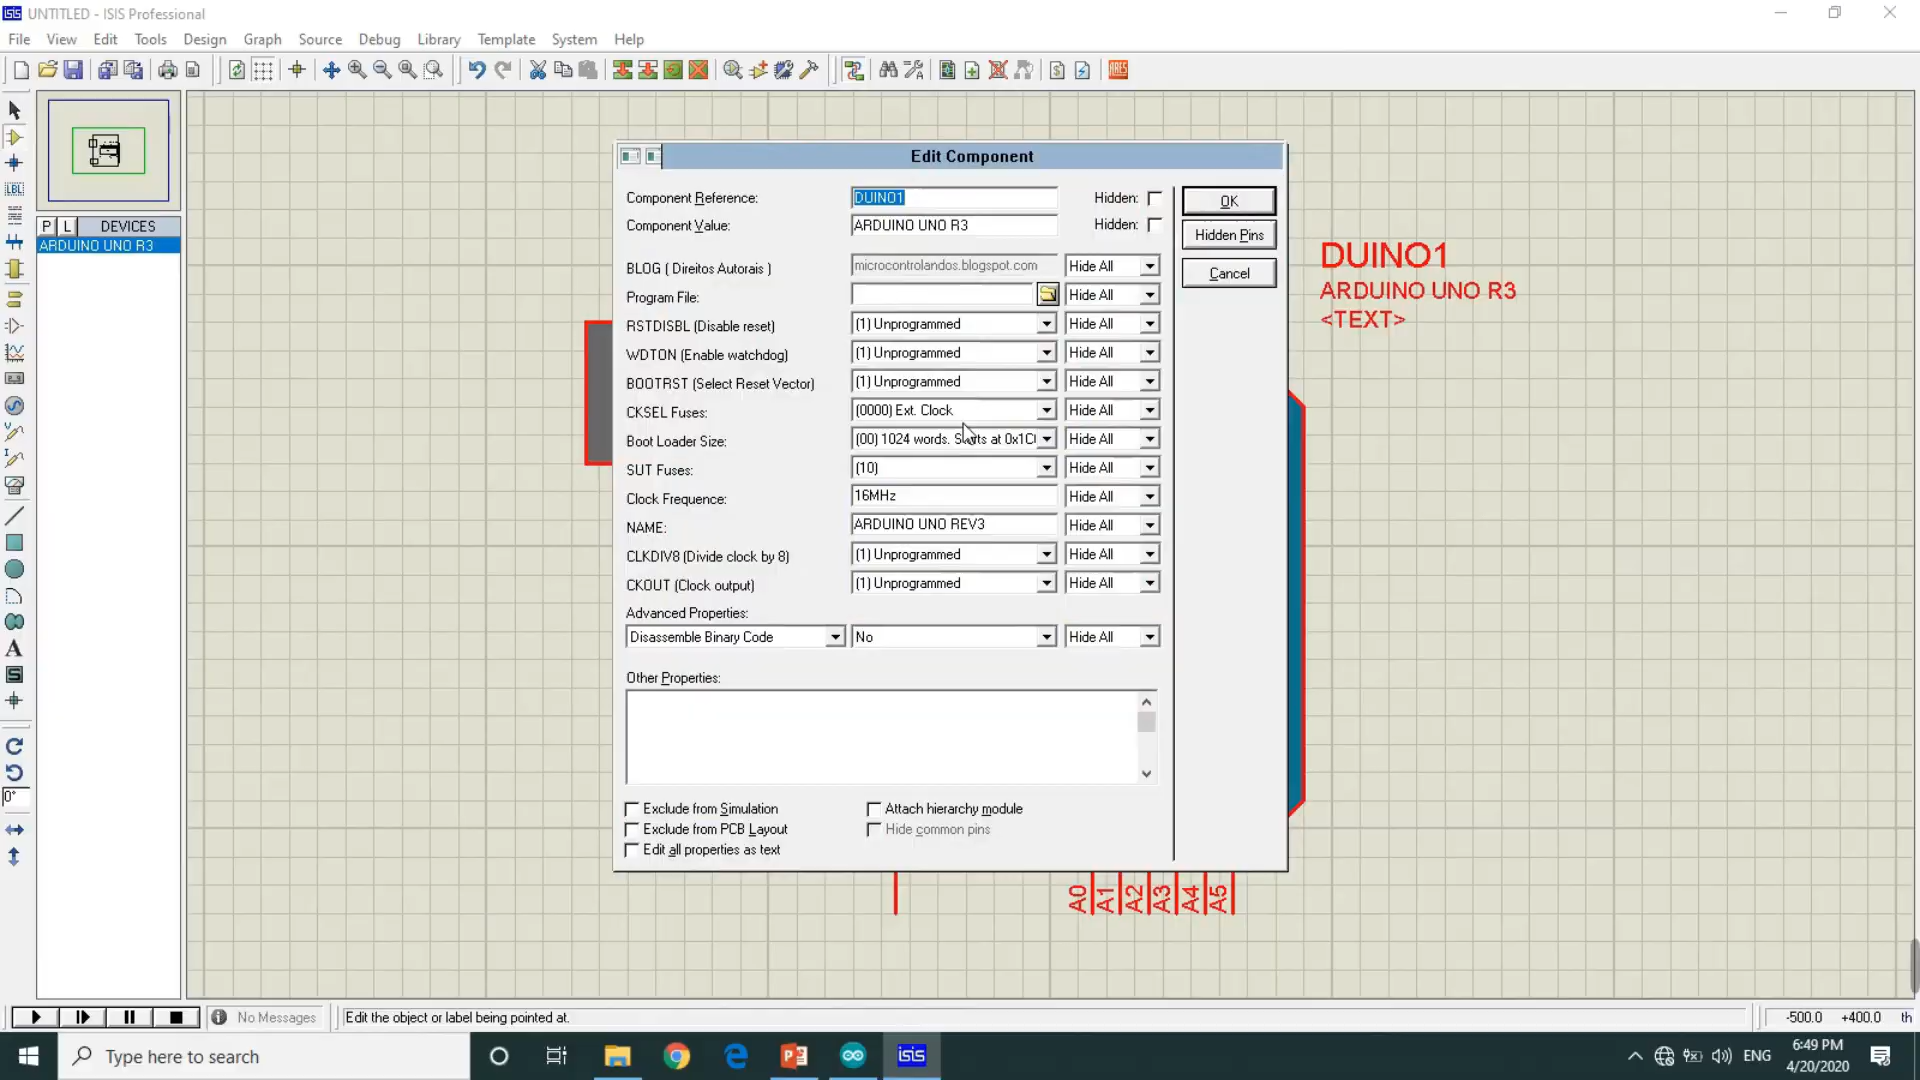 UNTITLED - ISIS Professional
File View Edit Tools Design Graph Source Debug Library Template System Help
ARES
Edit Component
LBL
P L DEVICES
ARDUINO UNO R3
Component Reference: DUINO1 Hidden: OK
Component Value: ARDUINO UNO R3 Hidden: Hidden Pins
BLOG ( Direitos Autorais ) microcontrolandos.blogspot.com Hide All Cancel
Program File: Hide All
RSTDISBL (Disable reset) (1) Unprogrammed Hide All
WDTON (Enable watchdog) (1) Unprogrammed Hide All
BOOTRST (Select Reset Vector) (1) Unprogrammed Hide All
CKSEL Fuses: (0000) Ext. Clock Hide All
Boot Loader Size: (00) 1024 words. Starts at 0x1C Hide All
SUT Fuses: (10) Hide All
Clock Frequency: 16MHz Hide All
NAME: ARDUINO UNO REV3 Hide All
CLKDIV8 (Divide clock by 8) (1) Unprogrammed Hide All
CKOUT (Clock output) (1) Unprogrammed Hide All
Advanced Properties:
Disassemble Binary Code No Hide All
Other Properties:
Exclude from Simulation Attach hierarchy module
Exclude from PCB Layout Hide common pins
Edit all properties as text
DUINO1
ARDUINO UNO R3
<TEXT>
A
S
0°
A0 A1 A2 A3 A4 A5
No Messages Edit the object or label being pointed at. -500.0 +400.0 th
Type here to search
isis
ENG
6:49 PM
4/20/2020